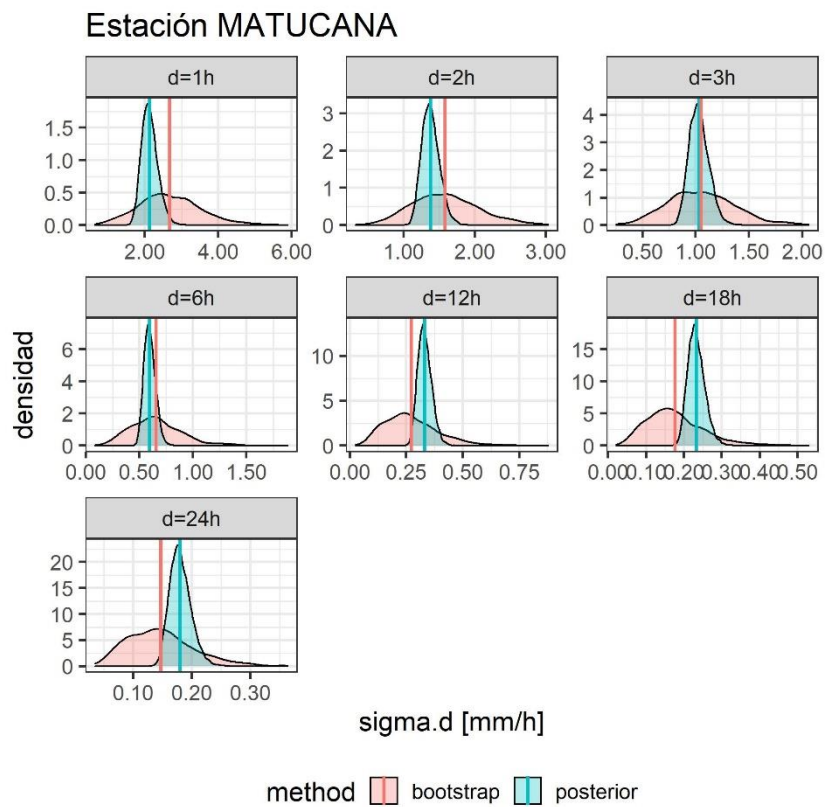 Estación MATUCANA
d=1h d=2h d=3h
1.5
1.0
0.5
0.0
2.00 4.00 6.00
3
2
1
0
1.00 2.00 3.00
4
3
2
1
0
0.50 1.00 1.50 2.00
d=6h d=12h d=18h
6
4
2
0
0.00 0.50 1.00 1.50
10
5
0
0.00 0.25 0.50 0.75
15
10
5
0
0.00 0.10 0.20 0.30 0.40 0.50
d=24h
20
15
10
5
0
0.10 0.20 0.30
densidad
sigma.d [mm/h]
method bootstrap posterior